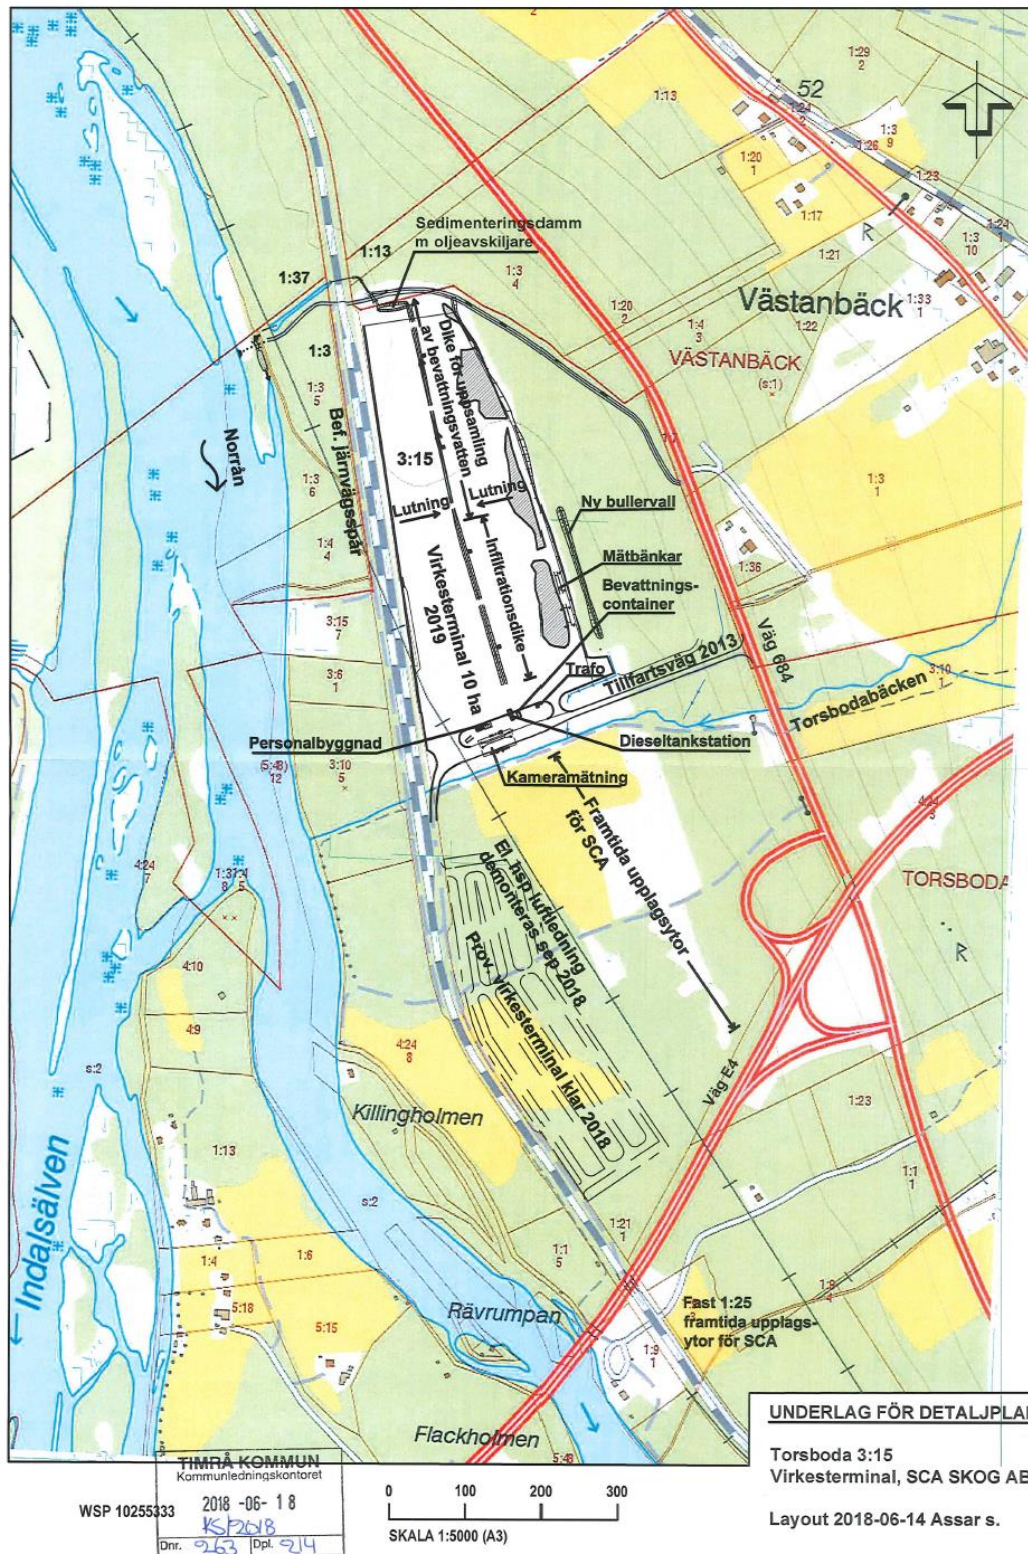 2
1:29
2
52
1:13
1:24
2
1:3
9
1:26
1:20
1
1:23
1:17
Sedimenteringsdamm
m oljeavskiljare
1:13
1:21
1:3
10
1:24
1
1:37
1:3
4
Västanbäck
1:33
1
1:20
2
1:22
1:4
3
VÄSTANBÄCK
(s:1)
x
1:3
1:3
5
Dike för uppsamling
av bevattningsvatten
Norrån
Bef. järnvägsspår
3:15
1:3
6
1:3
1
Lutning
Lutning
Ny bullervall
1:4
4
Mätbänkar
Bevattnings-
container
1:36
Infiltrationsdike
Virkesterminal 10 ha
2019
3:15
7
Väg 684
Trafo
Tillfartsväg 2013
3:6
1
3:10
1
Torsbodabäcken
Personalbyggnad
Dieseltankstation
(5:48)
12
3:10
5
x
Kameramätning
Framtida upplagsytor
för SCA
4:24
3
El, hsp luftledning
demonteras sep 2018
TORSBODA
4:24
7
Prov. virkesterminal klar 2018
4:10
4:9
4:24
8
s:2
Väg E4
Killingholmen
1:23
1:13
1:1
1
Indalsälven
s:2
1:21
1
1:4
1:6
1:1
5
5:18
Rävrumpan
Fast 1:25
framtida upplags-
ytor för SCA
5:15
1:9
1
Flackholmen
5:48
UNDERLAG FÖR DETALJPLAN
Torsboda 3:15
Virkesterminal, SCA SKOG AB
Layout 2018-06-14 Assar s.
TIMRÅ KOMMUN
Kommunledningskontoret
2018 -06- 18
KS/2018
Dnr. 263 Dpl. 214
WSP 10255333
0 100 200 300
SKALA 1:5000 (A3)